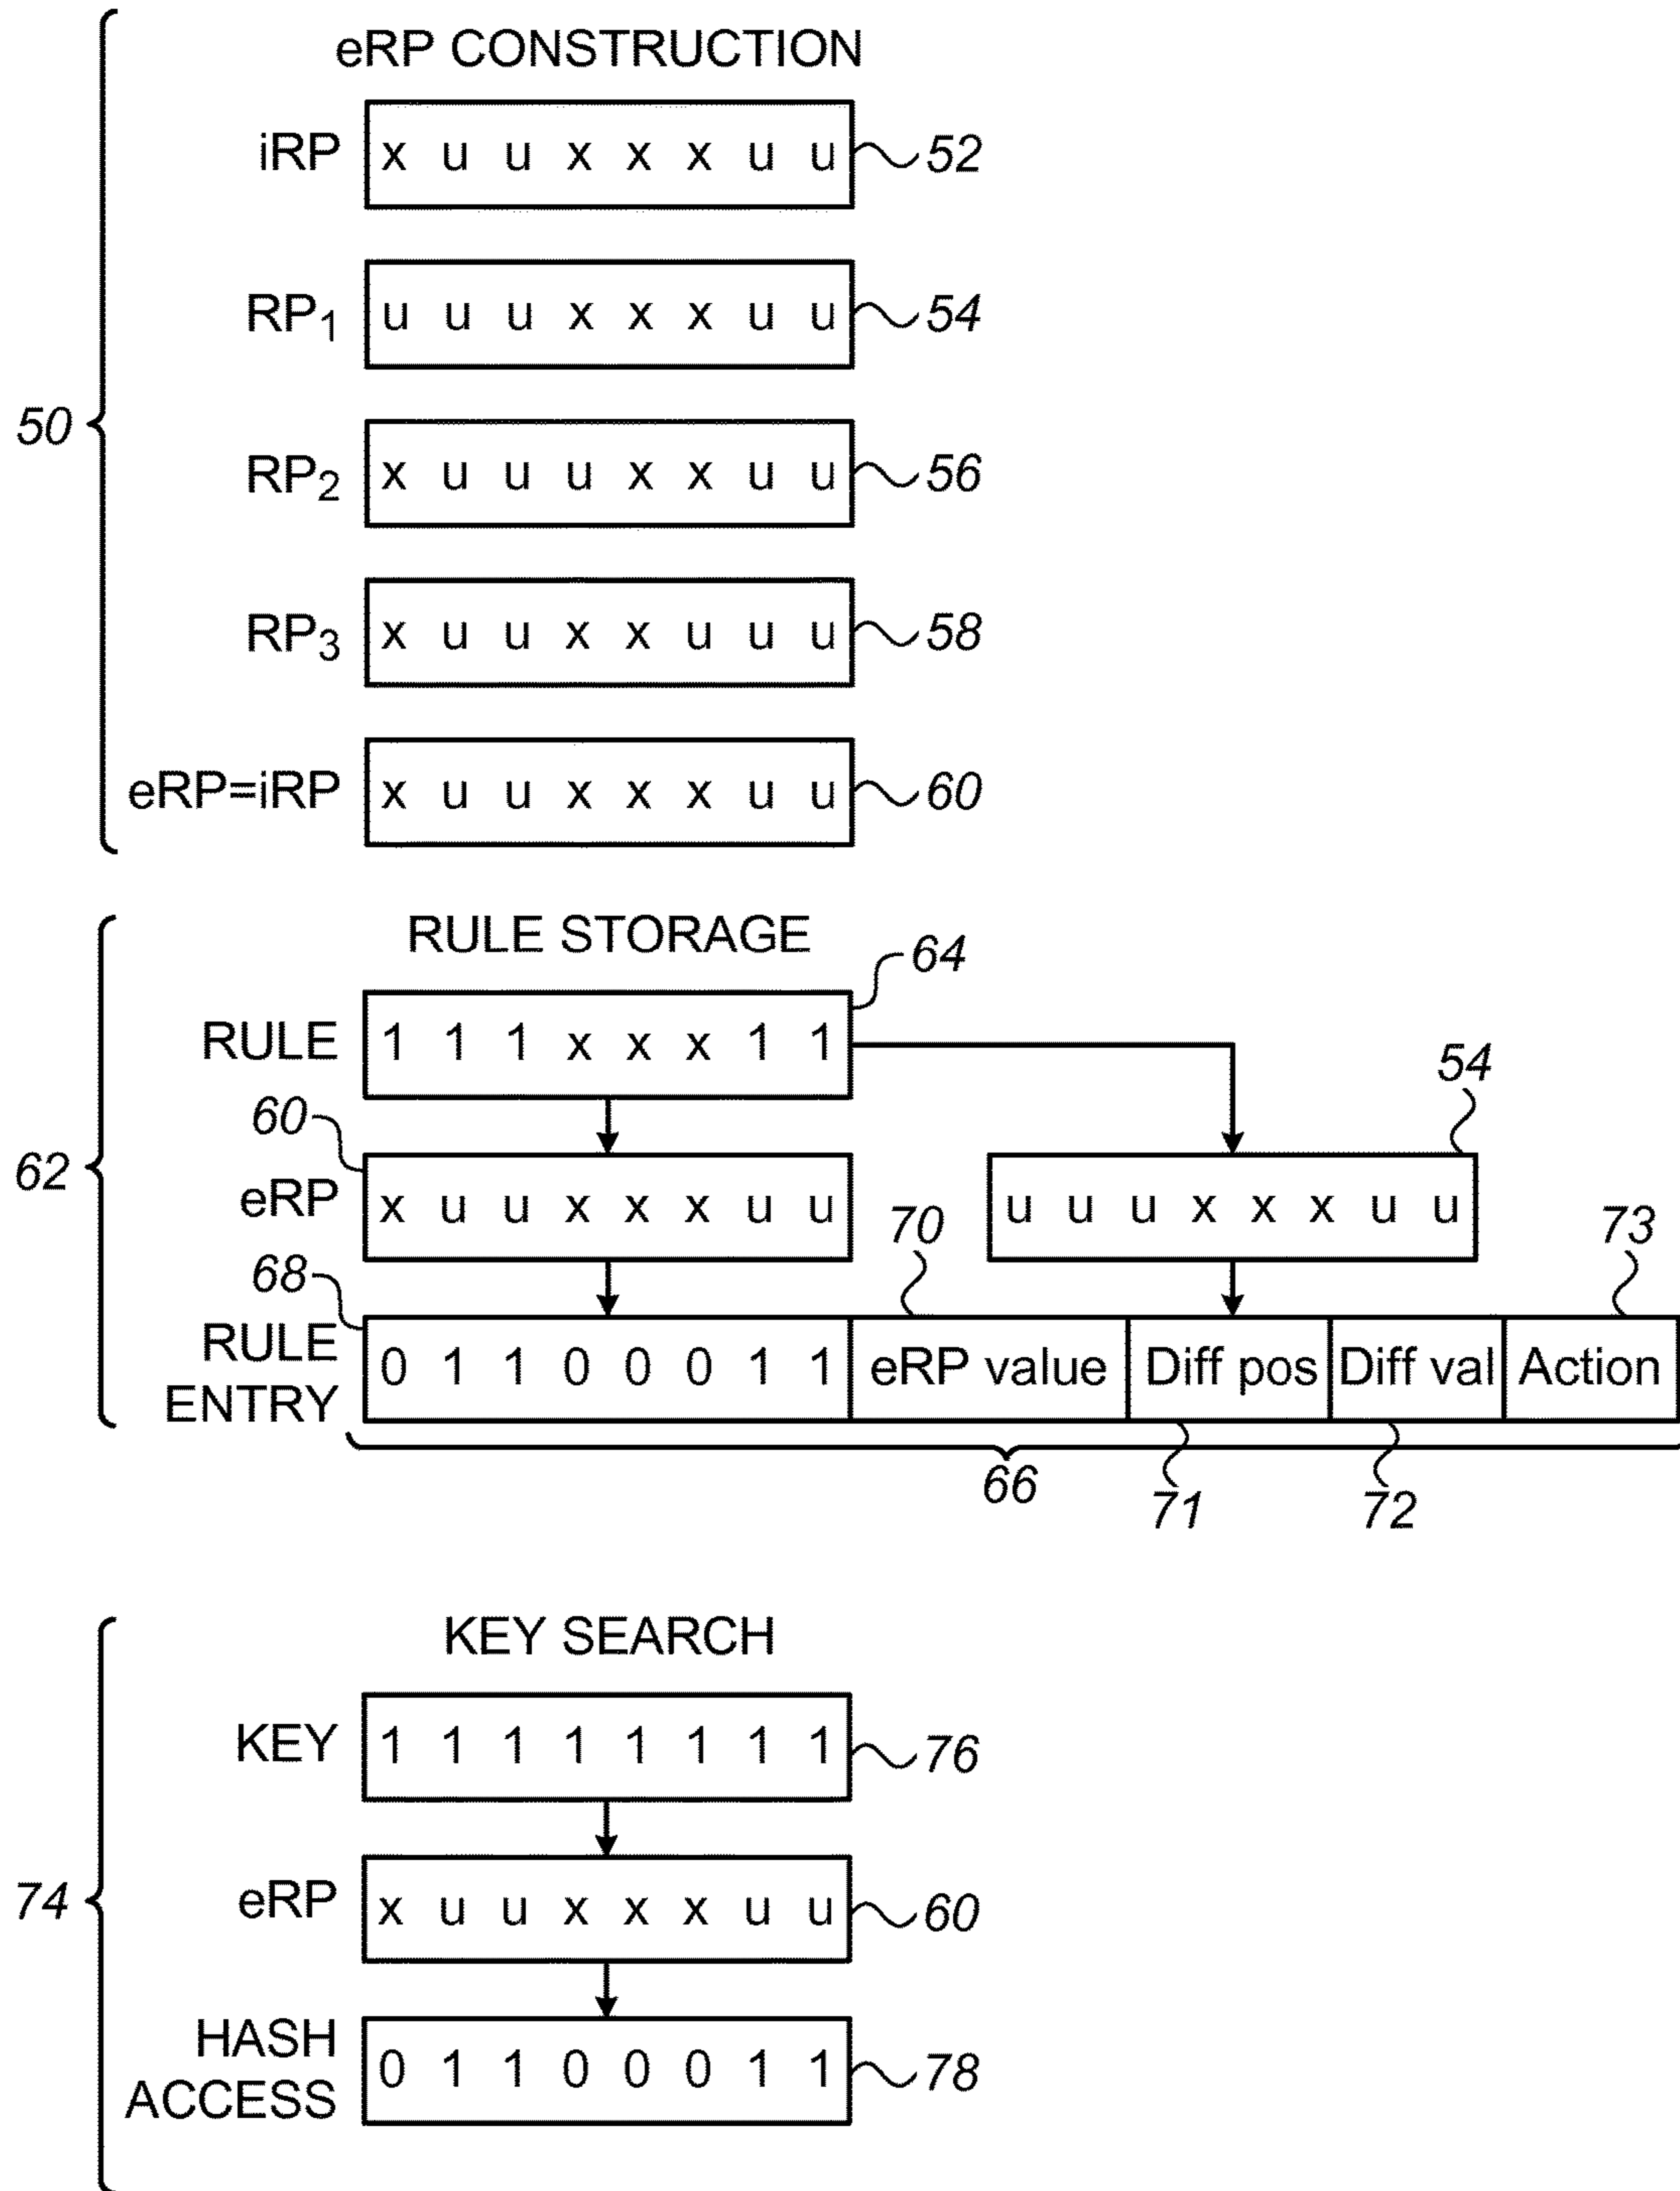 eRP CONSTRUCTION
iRP x u u x x x u u 52
RP1 u u u x x x u u 54
50
RP2 x u u u x x u u 56
RP3 x u u x x u u u 58
eRP=iRP x u u x x x u u 60
RULE STORAGE
64
RULE 1 1 1 x x x 1 1
54
60
62
eRP x u u x x x u u u u u x x x u u
70 73
68
RULE ENTRY 0 1 1 0 0 0 1 1 eRP value Diff pos Diff val Action
66 71 72
KEY SEARCH
KEY 1 1 1 1 1 1 1 1 76
74
eRP x u u x x x u u 60
HASH ACCESS 0 1 1 0 0 0 1 1 78